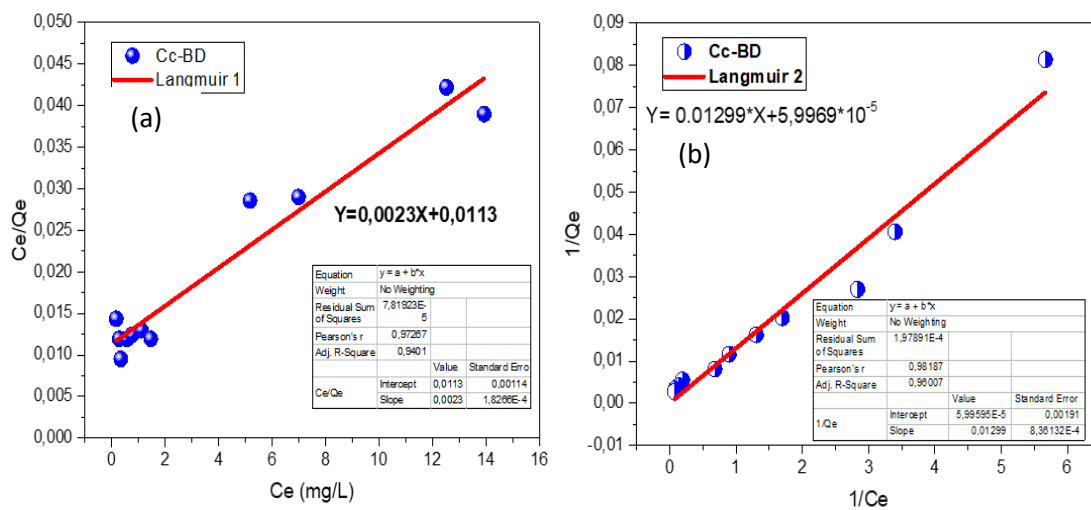 0,050
0,045
0,040
0,035
0,030
0,025
0,020
0,015
0,010
0,005
0,000
Ce/Qe
Cc-BD
Langmuir 1
(a)
Y=0,0023X+0,0113
Equation y = a + b*x
Weight No Weighting
Residual Sum of Squares 7,81923E-5
Pearson's r 0,97267
Adj. R-Square 0,9401
Value Standard Erro
Ce/Qe Intercept 0,0113 0,00114
Slope 0,0023 1,8266E-4
0 2 4 6 8 10 12 14 16
Ce (mg/L)
0,09
0,08
0,07
0,06
0,05
0,04
0,03
0,02
0,01
0,00
-0,01
1/Qe
Cc-BD
Langmuir 2
Y= 0.01299*X+5,9969*10-5
(b)
Equation y = a + b*x
Weight No Weighting
Residual Sum of Squares 1,97891E-4
Pearson's r 0,98187
Adj. R-Square 0,96007
Value Standard Error
1/Qe Intercept 5,99595E-5 0,00191
Slope 0,01299 8,36132E-4
0 1 2 3 4 5 6
1/Ce